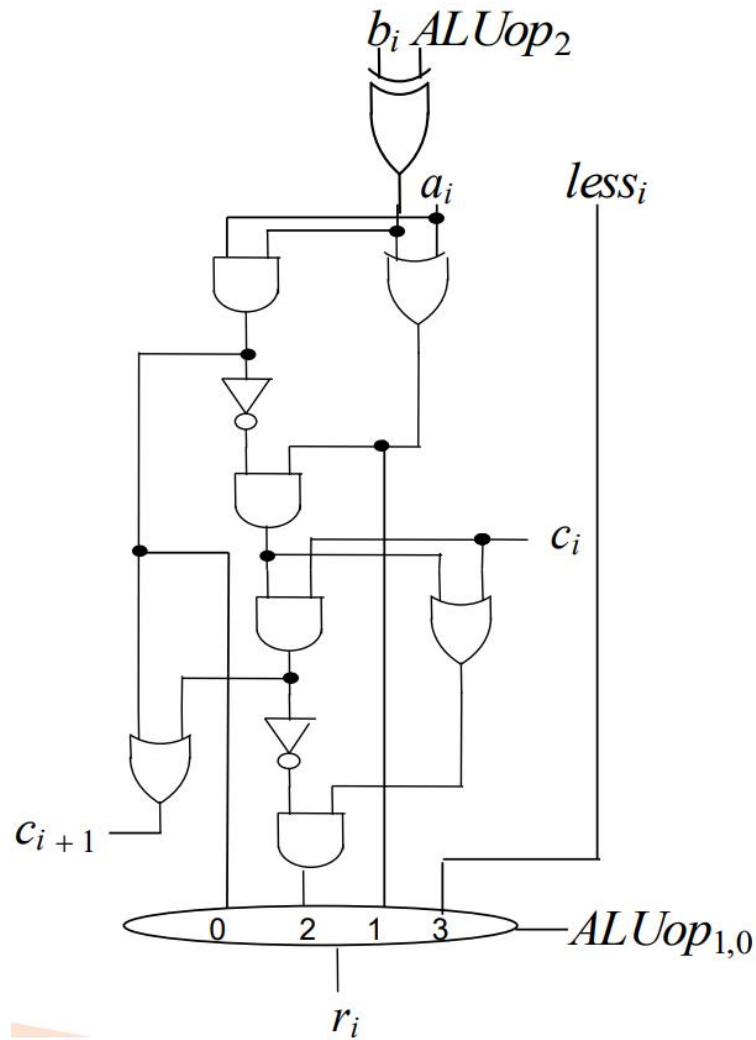 b_i ALUop_2
a_i
less_i
c_i
c_{i + 1}
0 2 1 3
ALUop_{1,0}
r_i